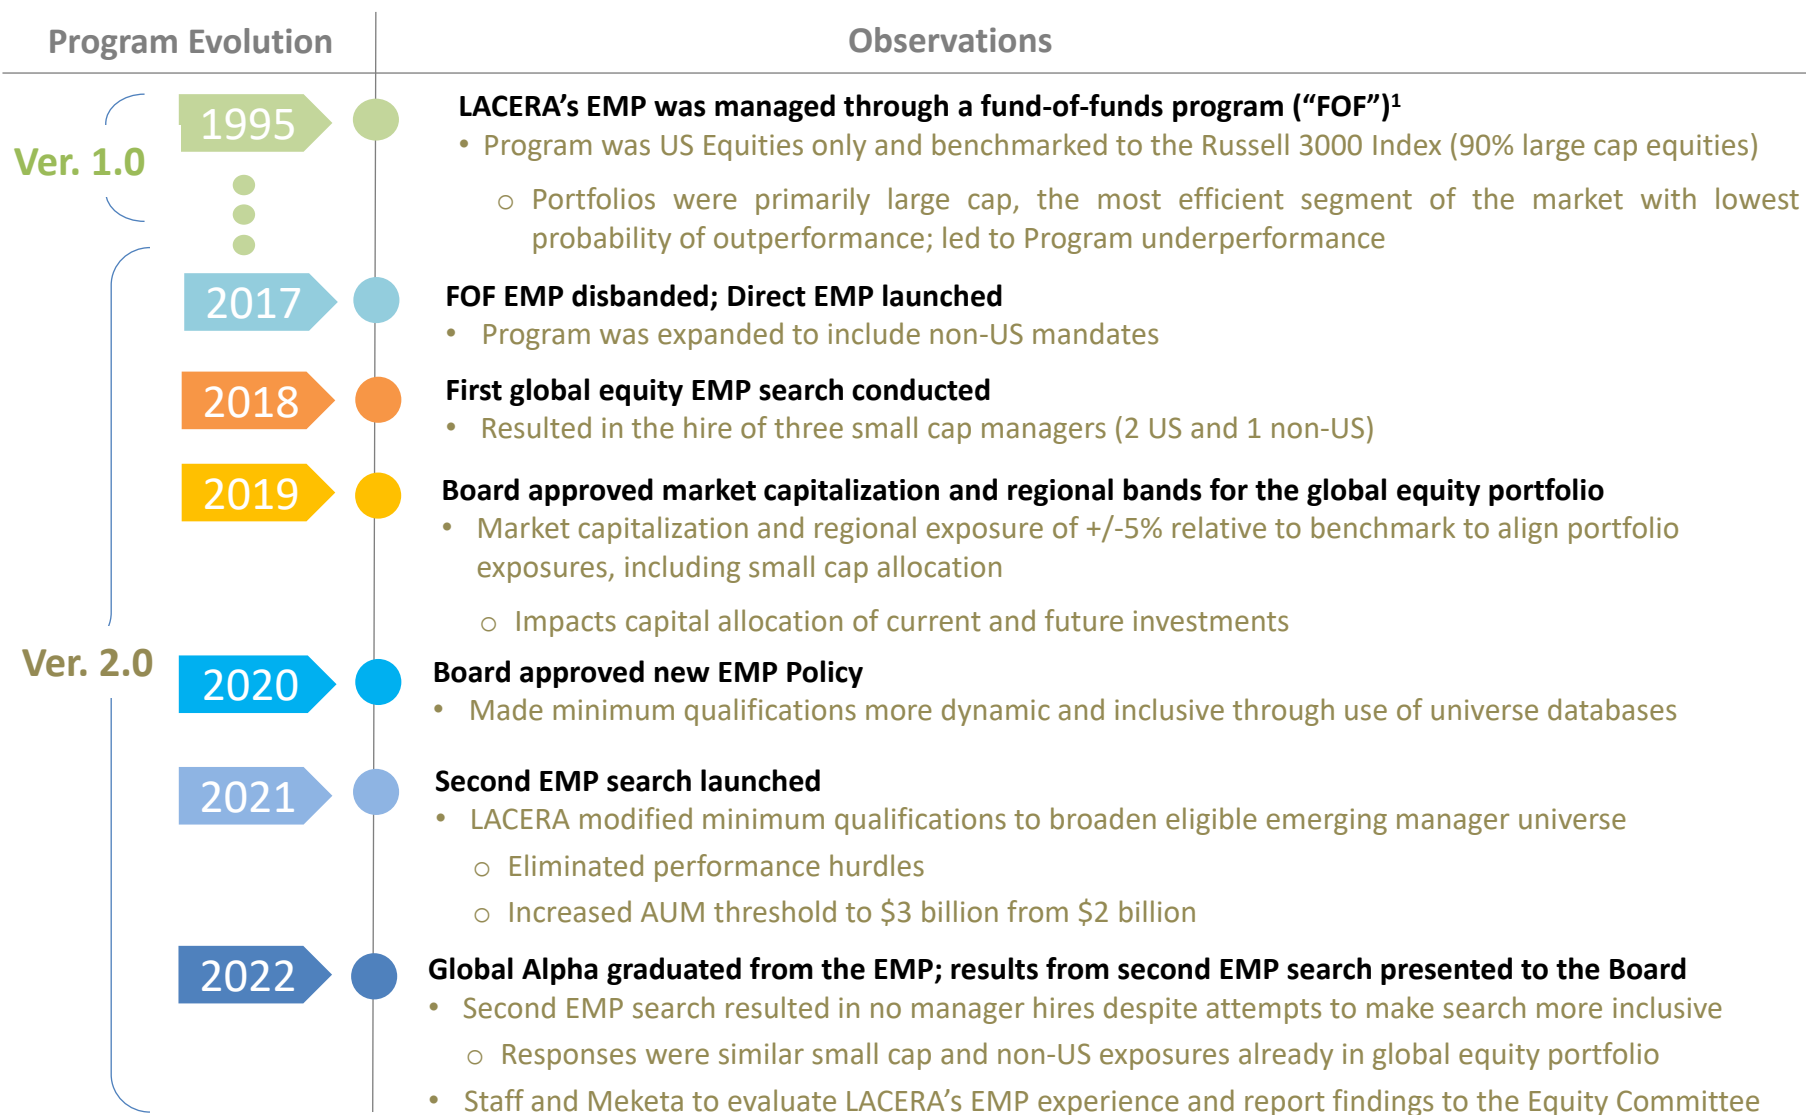 Program Evolution
Observations
Ver. 1.0
1995
LACERA’s EMP was managed through a fund-of-funds program (“FOF”)¹
• Program was US Equities only and benchmarked to the Russell 3000 Index (90% large cap equities)
o Portfolios were primarily large cap, the most efficient segment of the market with lowest
probability of outperformance; led to Program underperformance
Ver. 2.0
2017
FOF EMP disbanded; Direct EMP launched
• Program was expanded to include non-US mandates
2018
First global equity EMP search conducted
• Resulted in the hire of three small cap managers (2 US and 1 non-US)
2019
Board approved market capitalization and regional bands for the global equity portfolio
• Market capitalization and regional exposure of +/-5% relative to benchmark to align portfolio
exposures, including small cap allocation
o Impacts capital allocation of current and future investments
2020
Board approved new EMP Policy
• Made minimum qualifications more dynamic and inclusive through use of universe databases
2021
Second EMP search launched
• LACERA modified minimum qualifications to broaden eligible emerging manager universe
o Eliminated performance hurdles
o Increased AUM threshold to $3 billion from $2 billion
2022
Global Alpha graduated from the EMP; results from second EMP search presented to the Board
• Second EMP search resulted in no manager hires despite attempts to make search more inclusive
o Responses were similar small cap and non-US exposures already in global equity portfolio
• Staff and Meketa to evaluate LACERA’s EMP experience and report findings to the Equity Committee